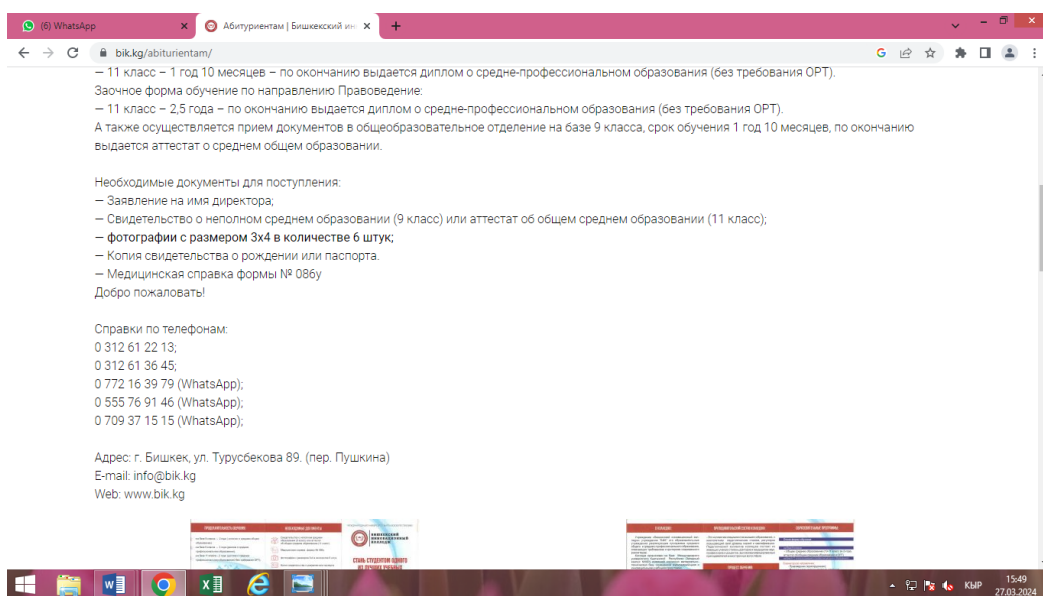 (6) WhatsApp
Абитуриентам | Бишкекский ин
bik.kg/abiturientam/
— 11 класс – 1 год 10 месяцев – по окончанию выдается диплом о средне-профессиональном образования (без требования ОРТ).
Заочное форма обучение по направлению Правоведение:
— 11 класс – 2,5 года – по окончанию выдается диплом о средне-профессиональном образования (без требования ОРТ).
А также осуществляется прием документов в общеобразовательное отделение на базе 9 класса, срок обучения 1 год 10 месяцев, по окончанию
выдается аттестат о среднем общем образовании.
Необходимые документы для поступления:
— Заявление на имя директора;
— Свидетельство о неполном среднем образовании (9 класс) или аттестат об общем среднем образовании (11 класс);
— фотографии с размером 3х4 в количестве 6 штук;
— Копия свидетельства о рождении или паспорта.
— Медицинская справка формы № 086у
Добро пожаловать!
Справки по телефонам:
0 312 61 22 13;
0 312 61 36 45;
0 772 16 39 79 (WhatsApp);
0 555 76 91 46 (WhatsApp);
0 709 37 15 15 (WhatsApp);
Адрес: г. Бишкек, ул. Турусбекова 89. (пер. Пушкина)
E-mail: info@bik.kg
Web: www.bik.kg
СТАНЬ СТУДЕНТОМ ОДНОГО
ИЗ ЛУЧШИХ УЧЕБНЫХ
КЫР
15:49
27.03.2024